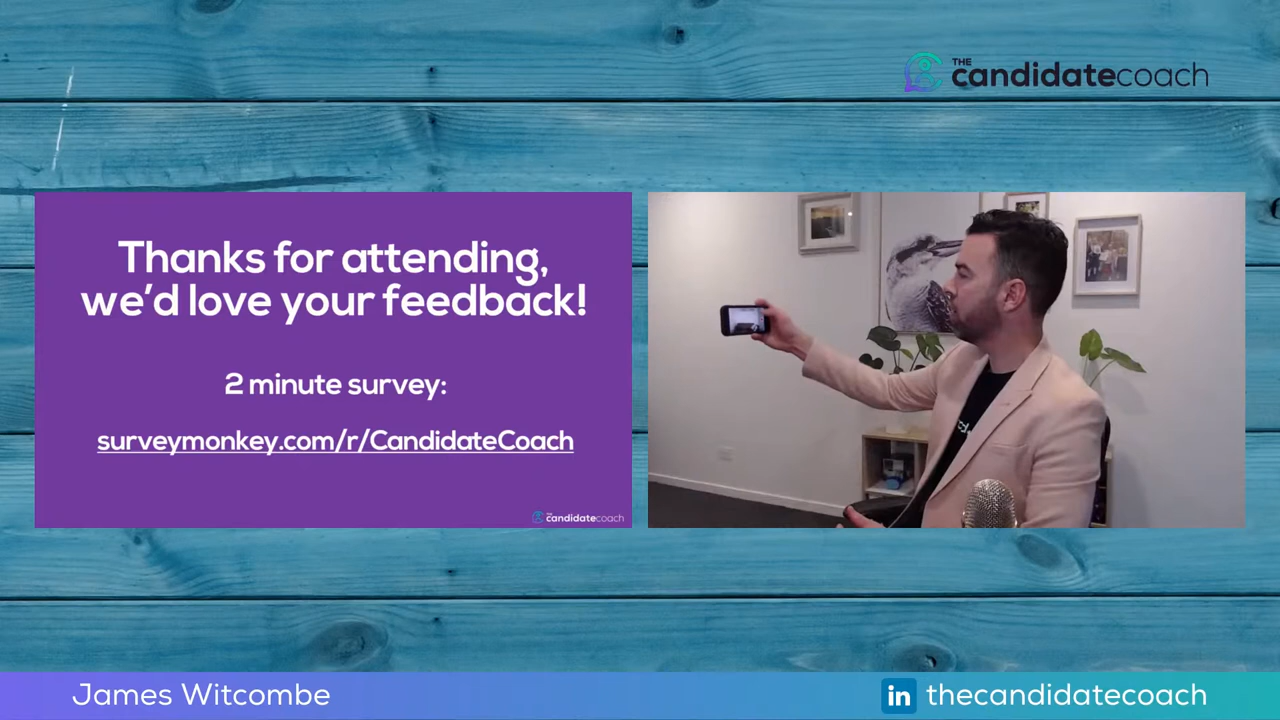 THE
candidatecoach
Thanks for attending,
we'd love your feedback!
2 minute survey:
surveymonkey.com/r/CandidateCoach
THE
candidatecoach
James Witcombe
in thecandidatecoach